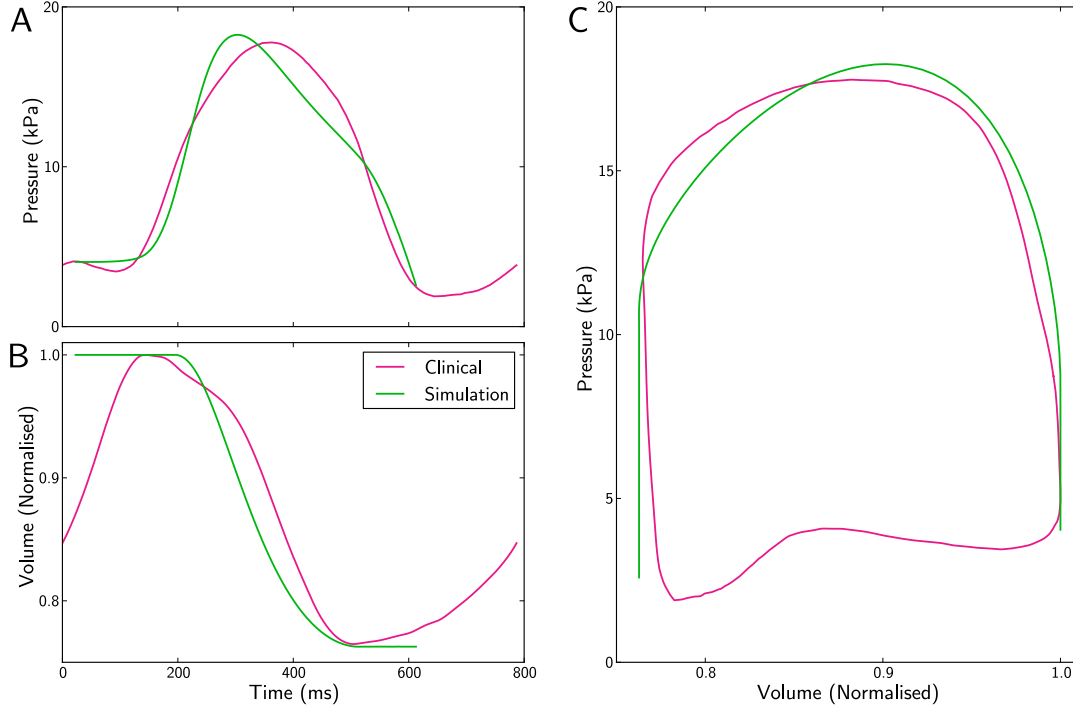 A
20
10
0
Pressure (kPa)
B
1.0
0.9
0.8
Volume (Normalised)
Clinical
Simulation
0
200
400
600
800
Time (ms)
C
20
15
10
5
0
Pressure (kPa)
0.8
0.9
1.0
Volume (Normalised)